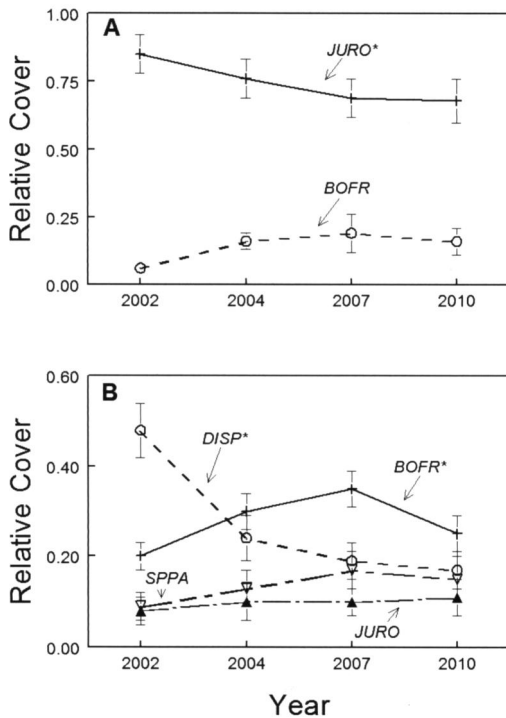 A
1.00
0.75
0.50
0.25
0.00
Relative Cover
JURO*
BOFR
2002 2004 2007 2010
B
0.60
0.40
0.20
0.00
Relative Cover
DISP*
BOFR*
SPPA
JURO
2002 2004 2007 2010
Year